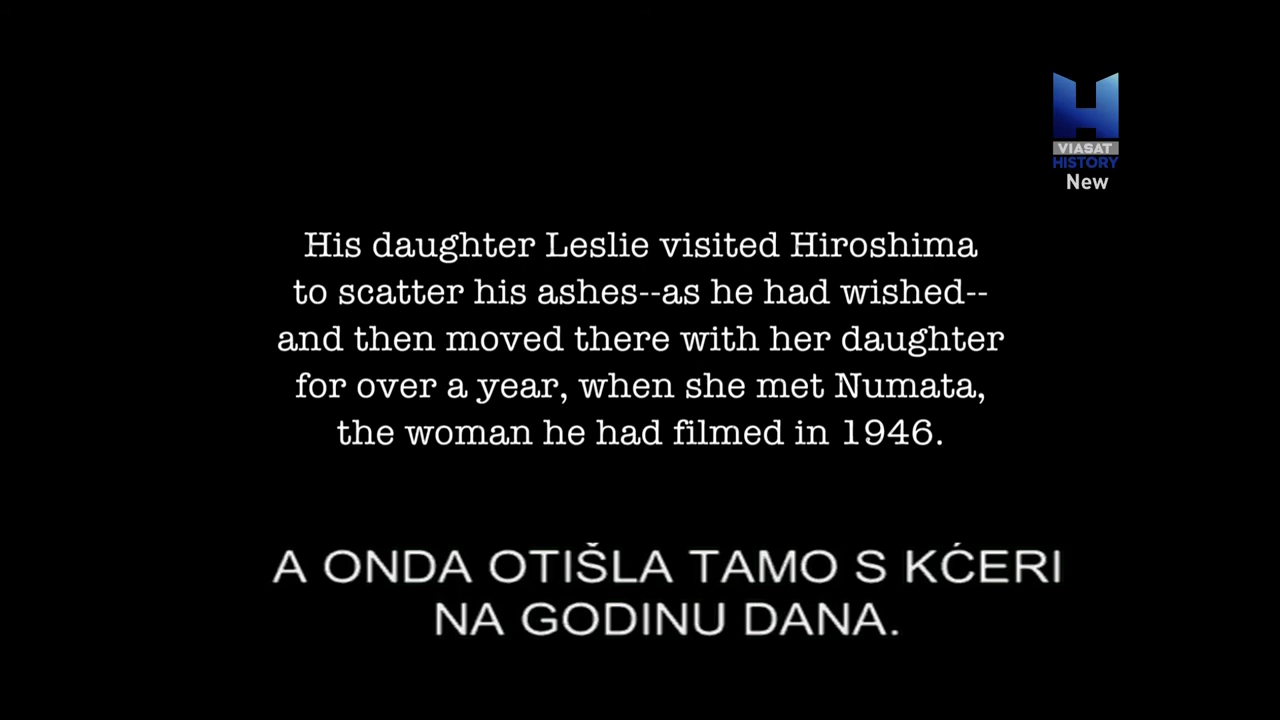 VIASAT
HISTORY
New
His daughter Leslie visited Hiroshima
to scatter his ashes--as he had wished--
and then moved there with her daughter
for over a year, when she met Numata,
the woman he had filmed in 1946.
A ONDA OTIŠLA TAMO S KĆERI
NA GODINU DANA.